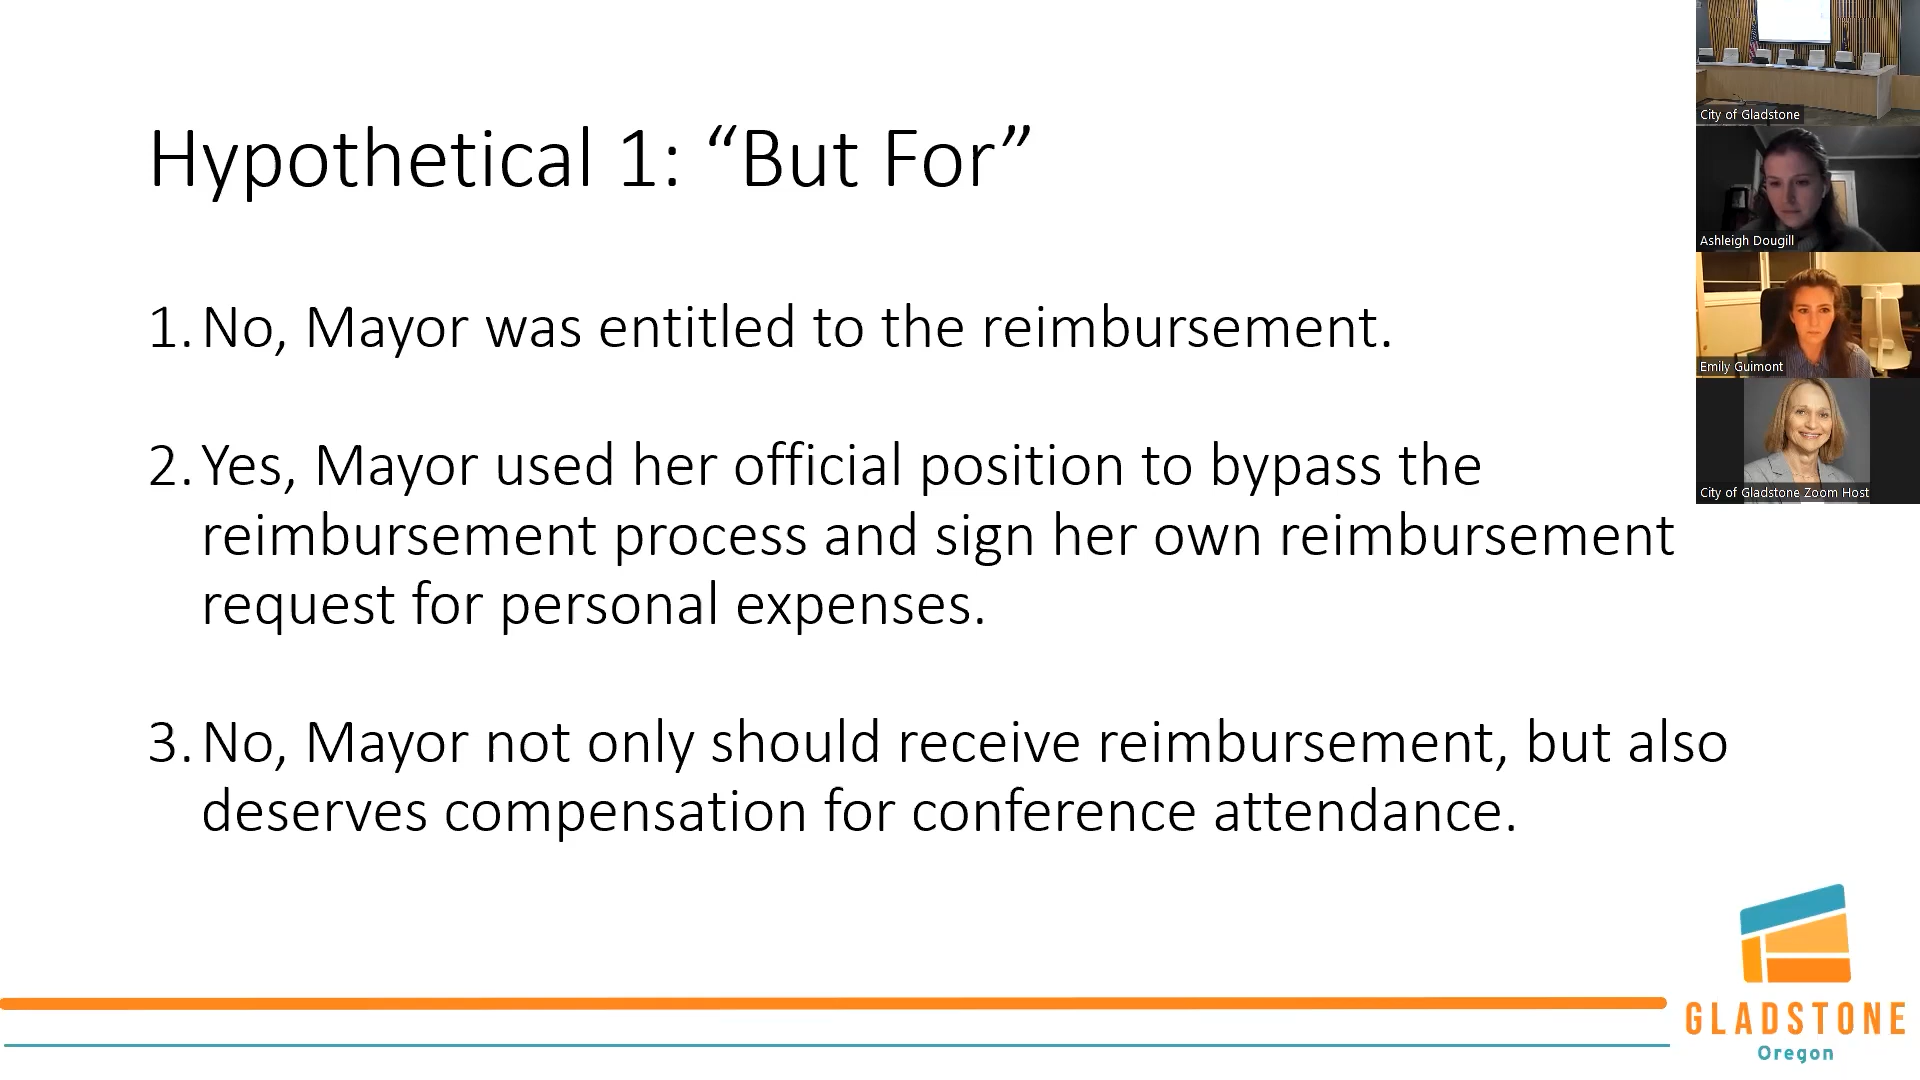 Hypothetical 1: “But For”
1. No, Mayor was entitled to the reimbursement.
2. Yes, Mayor used her official position to bypass the
reimbursement process and sign her own reimbursement
request for personal expenses.
3. No, Mayor not only should receive reimbursement, but also
deserves compensation for conference attendance.
City of Gladstone
Ashleigh Dougill
Emily Guimont
City of Gladstone Zoom Host
GLADSTONE
Oregon